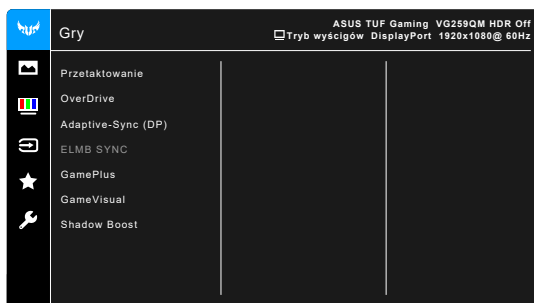 Gry
ASUS TUF Gaming VG259QM HDR Off
Tryb wyścigów DisplayPort 1920x1080@ 60Hz
Przetaktowanie
OverDrive
Adaptive-Sync (DP)
ELMB SYNC
GamePlus
GameVisual
Shadow Boost